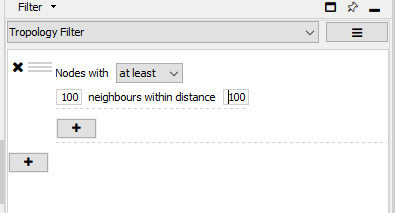 Filter
Tropology Filter
Nodes with at least
100 neighbours within distance 100